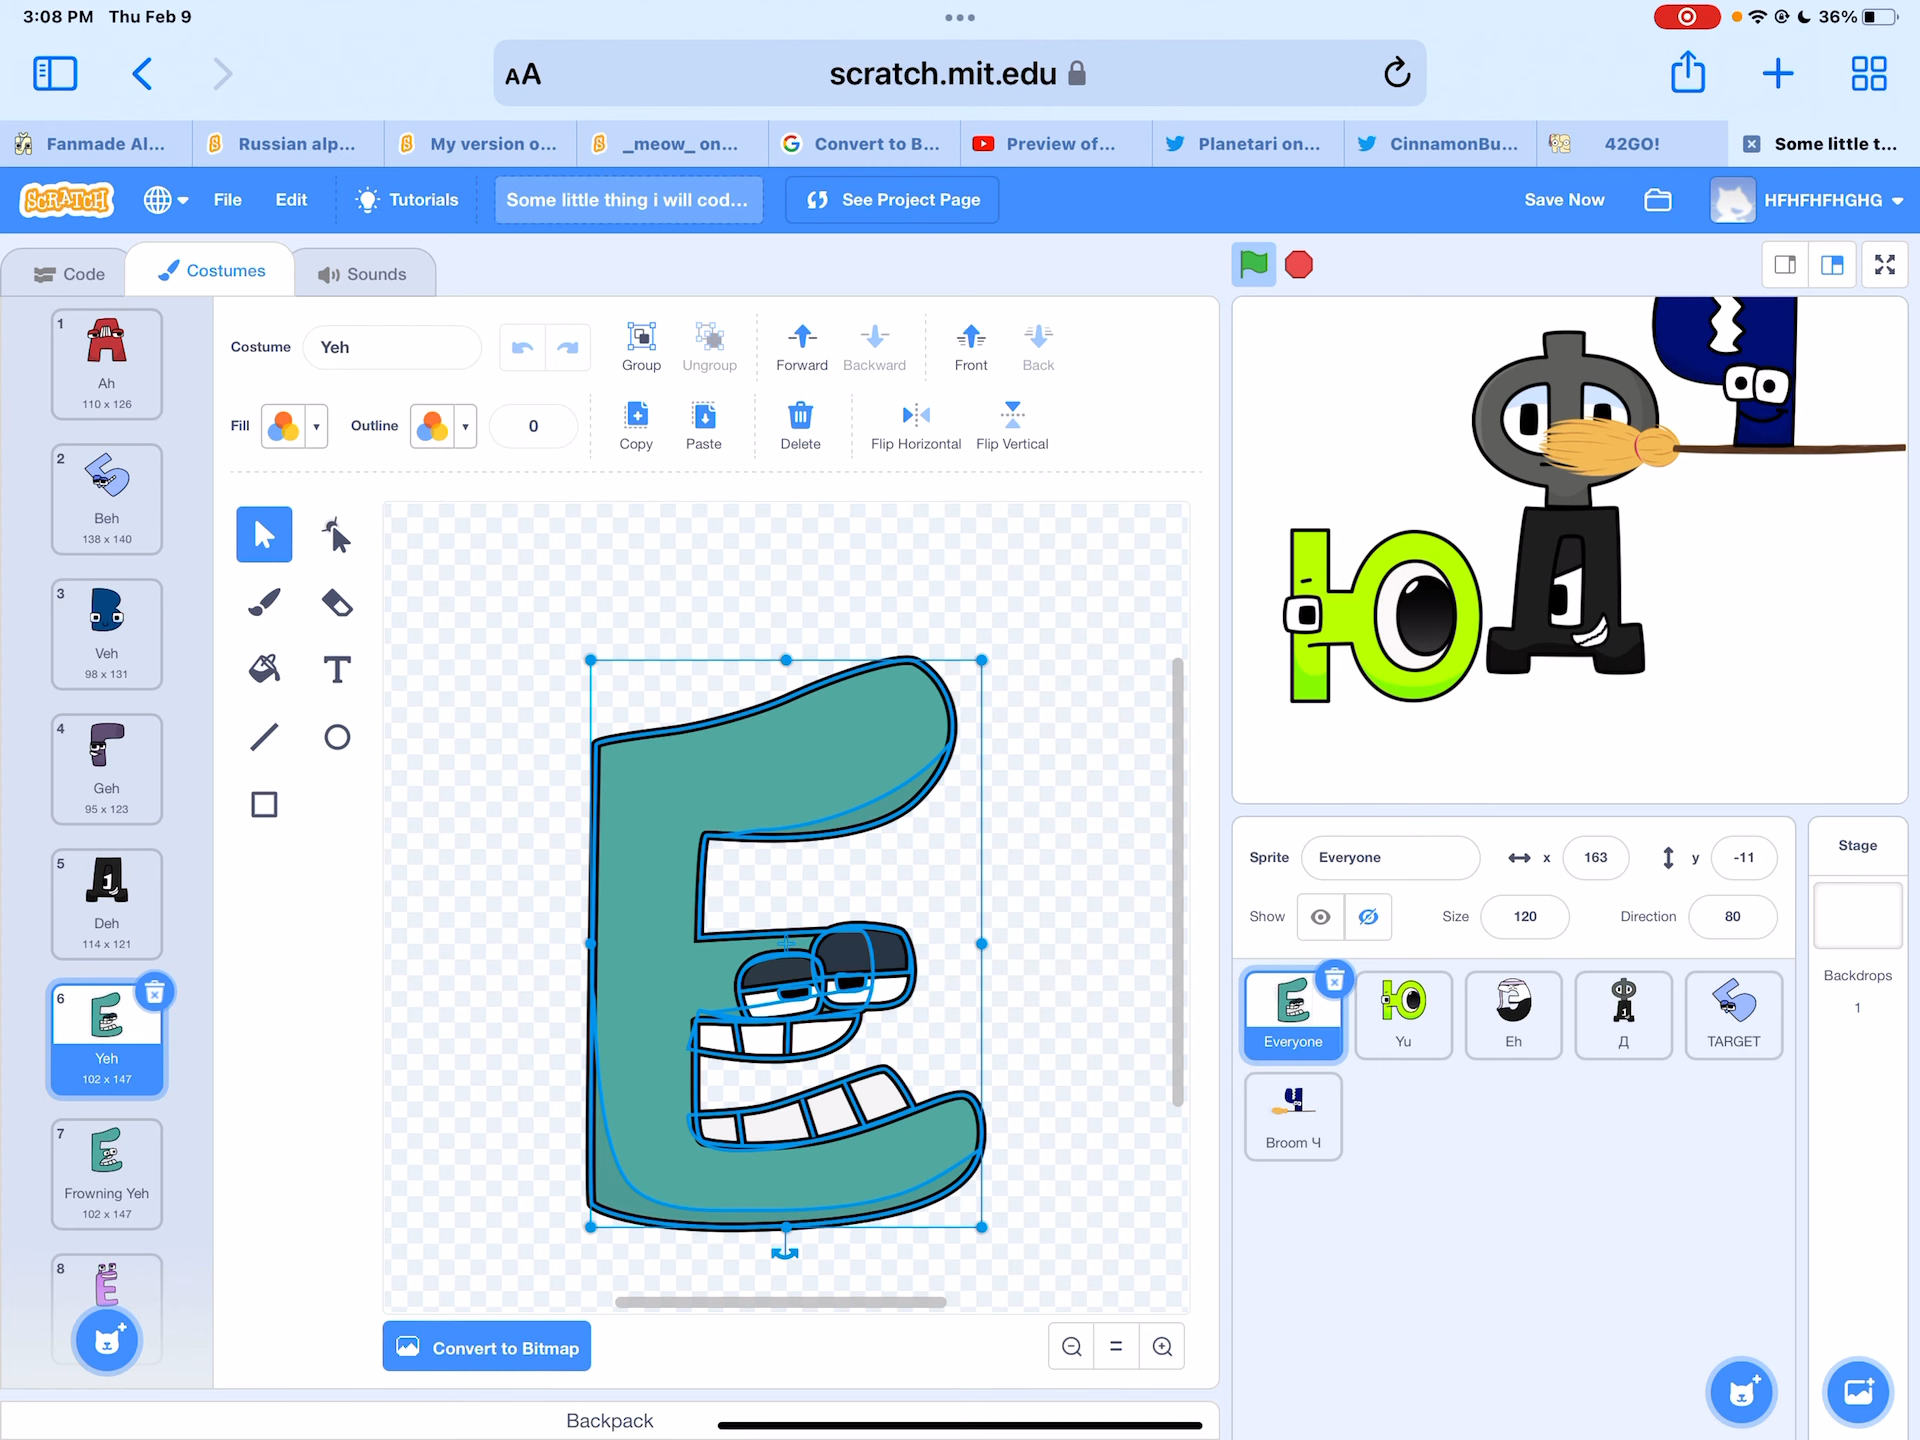 3:08 PM Thu Feb 9
36%
AA scratch.mit.edu
Fanmade Al...
Russian alp...
My version o...
_meow_ on...
Convert to B...
Preview of...
Planetari on...
CinnamonBu...
42GO!
Some little t...
SCRATCH
File
Edit
Tutorials
Some little thing i will cod...
See Project Page
Save Now
HFHFHFHGHG
Code
Costumes
Sounds
1
Ah
110 x 126
2
Beh
138 x 140
3
Veh
98 x 131
4
Geh
95 x 123
5
Deh
114 x 121
6
Yeh
102 x 147
7
Frowning Yeh
102 x 147
8
Costume Yeh
Group
Ungroup
Forward
Backward
Front
Back
Fill
Outline
0
Copy
Paste
Delete
Flip Horizontal
Flip Vertical
Convert to Bitmap
Backpack
Sprite Everyone x 163 y -11
Show Size 120 Direction 80
Everyone
Yu
Eh
Д
TARGET
Broom Ч
Stage
Backdrops
1